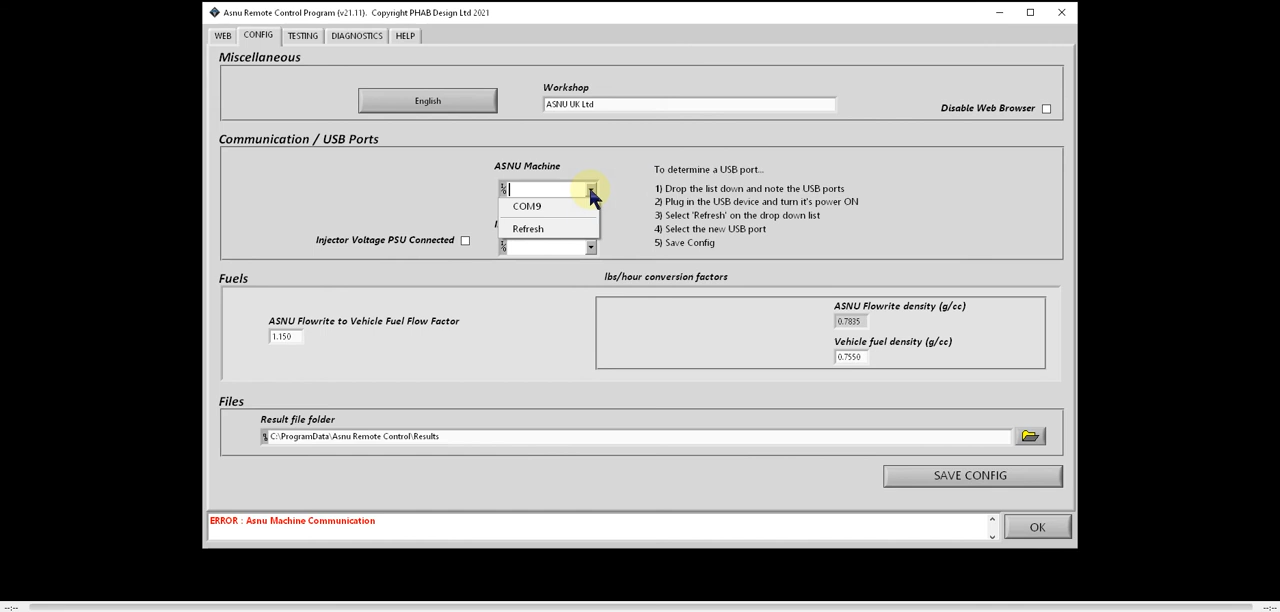 Asnu Remote Control Program {v21.11}. Copyright PHAB Design Ltd 2021
WEB CONFIG TESTING DIAGNOSTICS HELP
Miscellaneous
English
Workshop
ASNU UK Ltd
Disable Web Browser
Communication / USB Ports
ASNU Machine
COM9
Refresh
Injector Voltage PSU Connected
To determine a USB port...
1) Drop the list down and note the USB ports
2) Plug in the USB device and turn it's power ON
3) Select 'Refresh' on the drop down list
4) Select the new USB port
5) Save Config
Fuels
lbs/hour conversion factors
ASNU Flowrite to Vehicle Fuel Flow Factor
1.150
ASNU Flowrite density (g/cc)
0.7835
Vehicle fuel density (g/cc)
0.7550
Files
Result file folder
C:\ProgramData\Asnu Remote Control\Results
SAVE CONFIG
ERROR : Asnu Machine Communication
OK
--:-- --:--